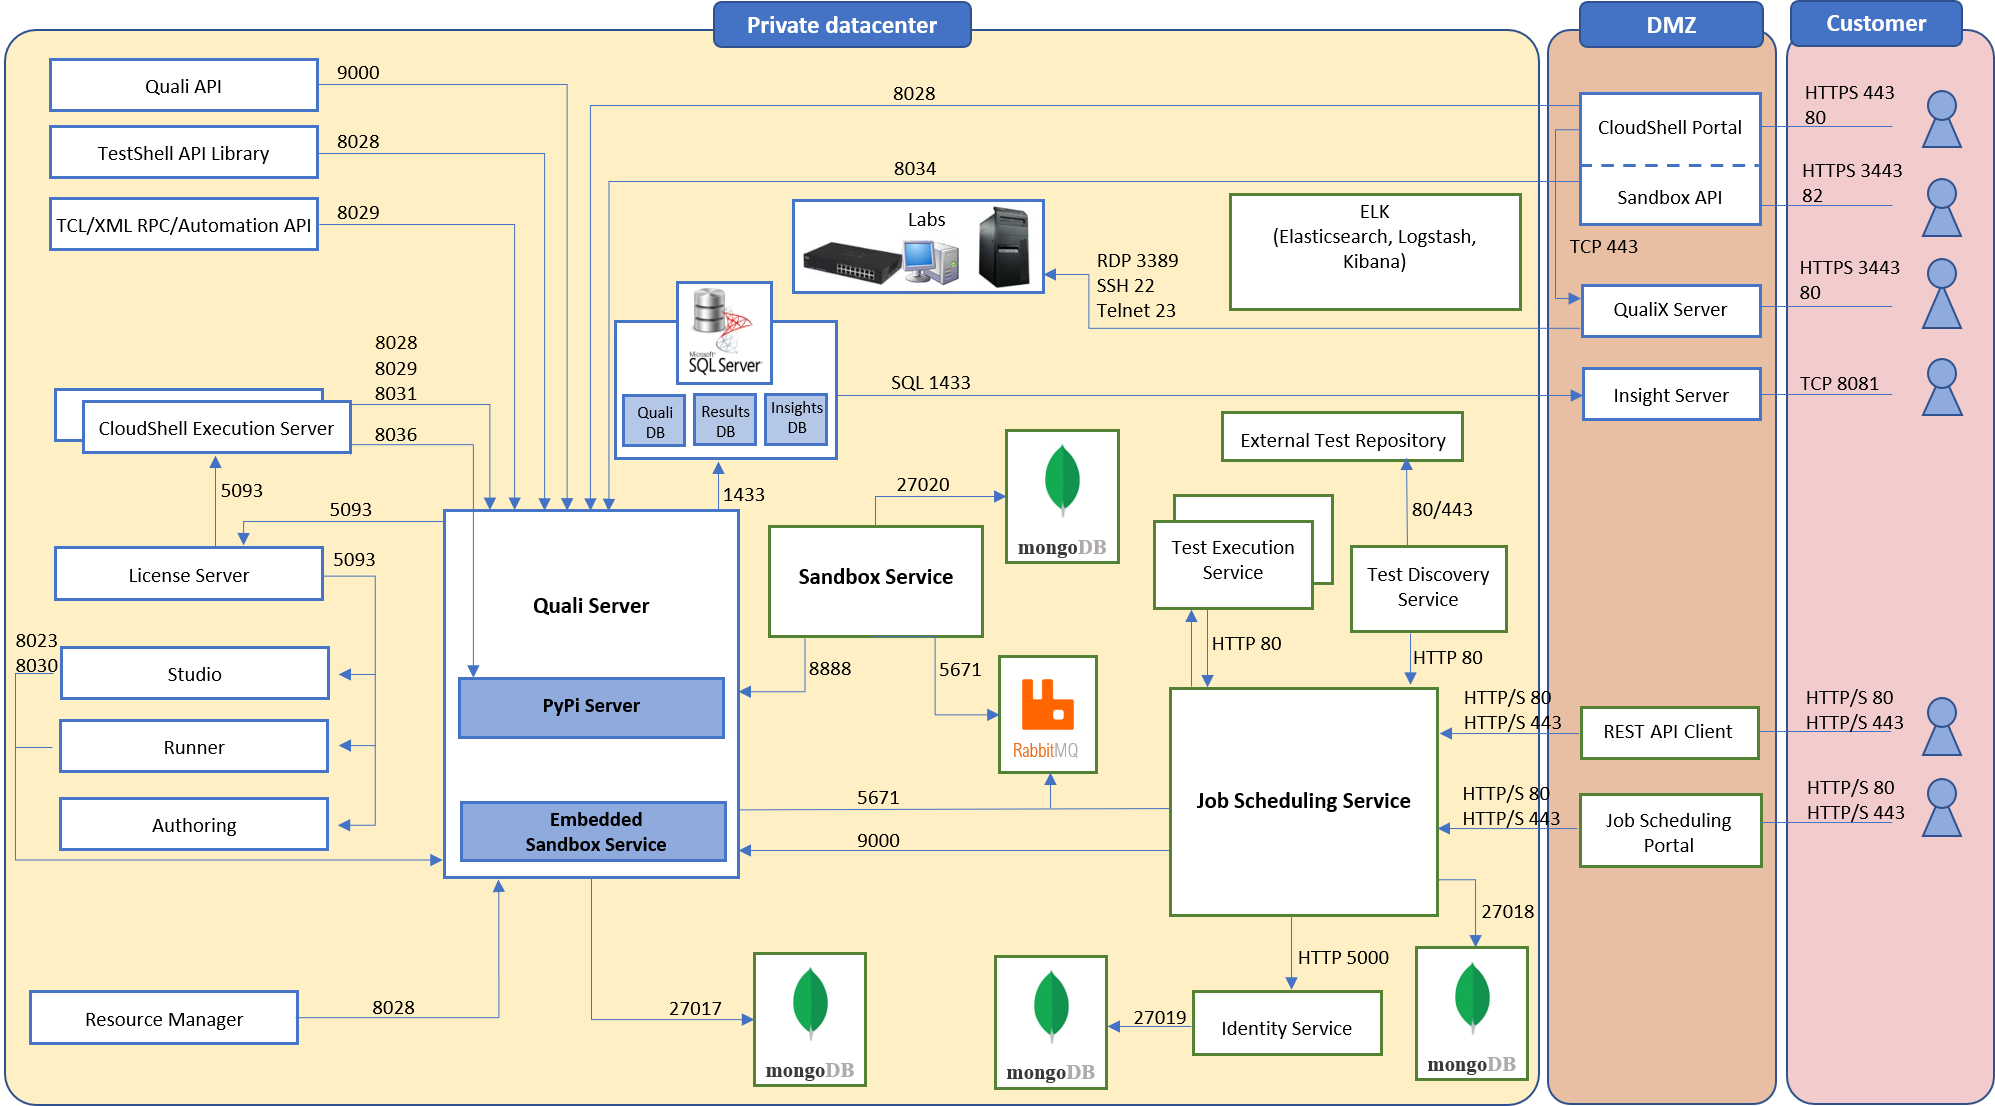 Private datacenter
DMZ
Customer
Quali API
9000
TestShell API Library
8028
TCL/XML RPC/Automation API
8029
8028
8034
CloudShell Portal
Sandbox API
HTTPS 443
80
HTTPS 3443
82
TCP 443
HTTPS 3443
80
QualiX Server
Labs
RDP 3389
SSH 22
Telnet 23
ELK
(Elasticsearch, Logstash,
Kibana)
Microsoft
SQL Server
Quali
DB
Results
DB
Insights
DB
SQL 1433
Insight Server
TCP 8081
8028
8029
8031
8036
CloudShell Execution Server
5093
5093
1433
License Server
5093
8023
8030
Studio
Runner
Authoring
Quali Server
PyPi Server
Embedded
Sandbox Service
Sandbox Service
27020
mongoDB
8888
5671
RabbitMQ
5671
9000
External Test Repository
80/443
Test Execution
Service
Test Discovery
Service
HTTP 80
HTTP 80
Job Scheduling Service
HTTP/S 80
HTTP/S 443
REST API Client
HTTP/S 80
HTTP/S 443
HTTP/S 80
HTTP/S 443
Job Scheduling
Portal
HTTP/S 80
HTTP/S 443
27018
mongoDB
HTTP 5000
Identity Service
27019
mongoDB
27017
mongoDB
Resource Manager
8028